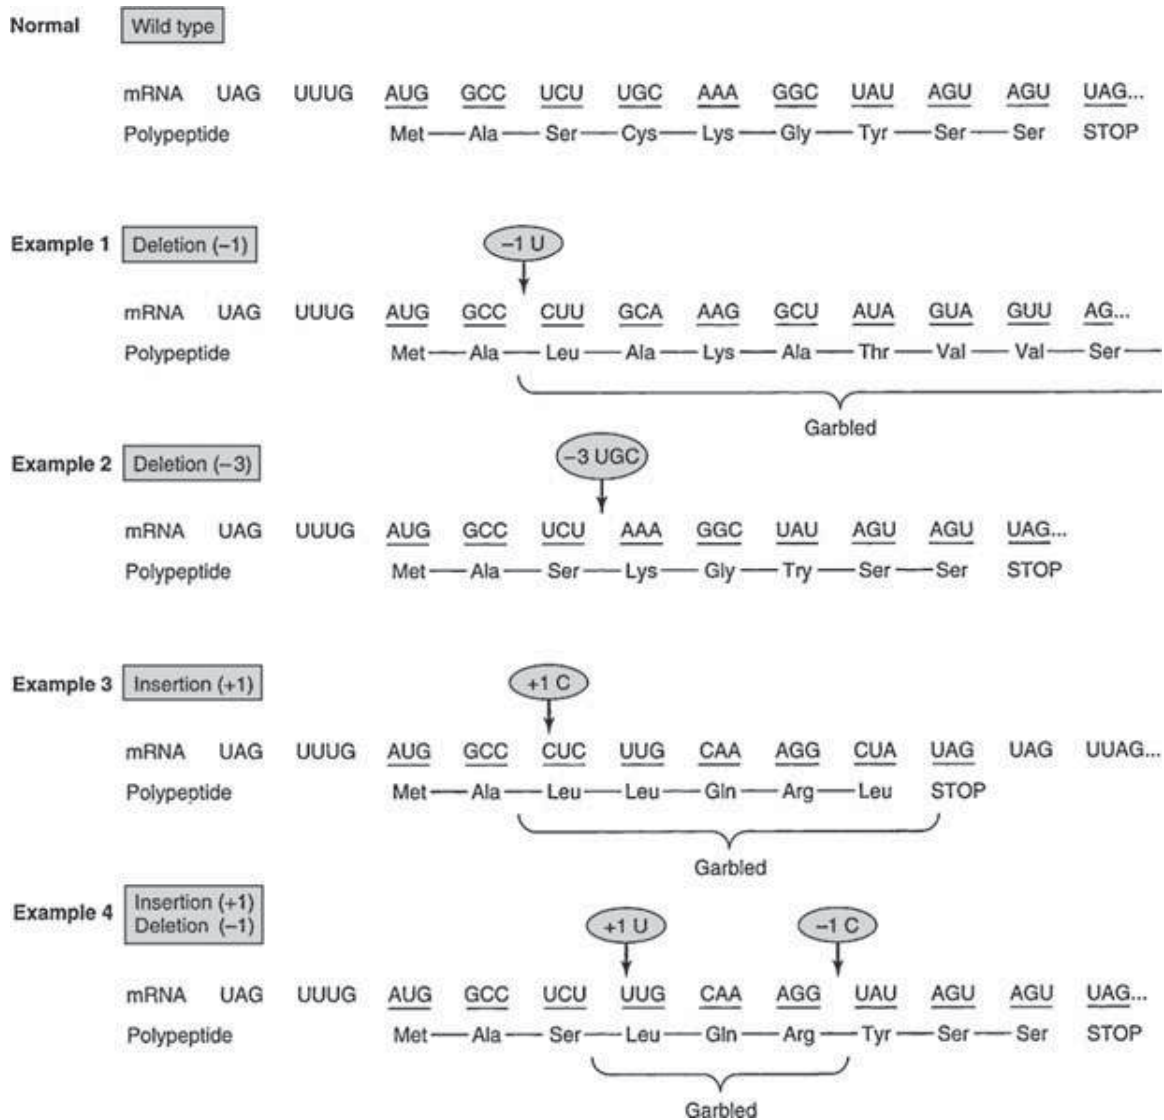 Normal Wild type
mRNA UAG UUUG AUG GCC UCU UGC AAA GGC UAU AGU AGU UAG...
Polypeptide Met — Ala — Ser — Cys — Lys — Gly — Tyr — Ser — Ser STOP
Example 1 Deletion (–1) –1 U
mRNA UAG UUUG AUG GCC CUU GCA AAG GCU AUA GUA GUU AG...
Polypeptide Met — Ala — Leu — Ala — Lys — Ala — Thr — Val — Val — Ser —
Garbled
Example 2 Deletion (–3) –3 UGC
mRNA UAG UUUG AUG GCC UCU AAA GGC UAU AGU AGU UAG...
Polypeptide Met — Ala — Ser — Lys — Gly — Try — Ser — Ser STOP
Example 3 Insertion (+1) +1 C
mRNA UAG UUUG AUG GCC CUC UUG CAA AGG CUA UAG UAG UUAG...
Polypeptide Met — Ala — Leu — Leu — Gln — Arg — Leu STOP
Garbled
Example 4 Insertion (+1)
Deletion (–1) +1 U –1 C
mRNA UAG UUUG AUG GCC UCU UUG CAA AGG UAU AGU AGU UAG...
Polypeptide Met — Ala — Ser — Leu — Gln — Arg — Tyr — Ser — Ser STOP
Garbled